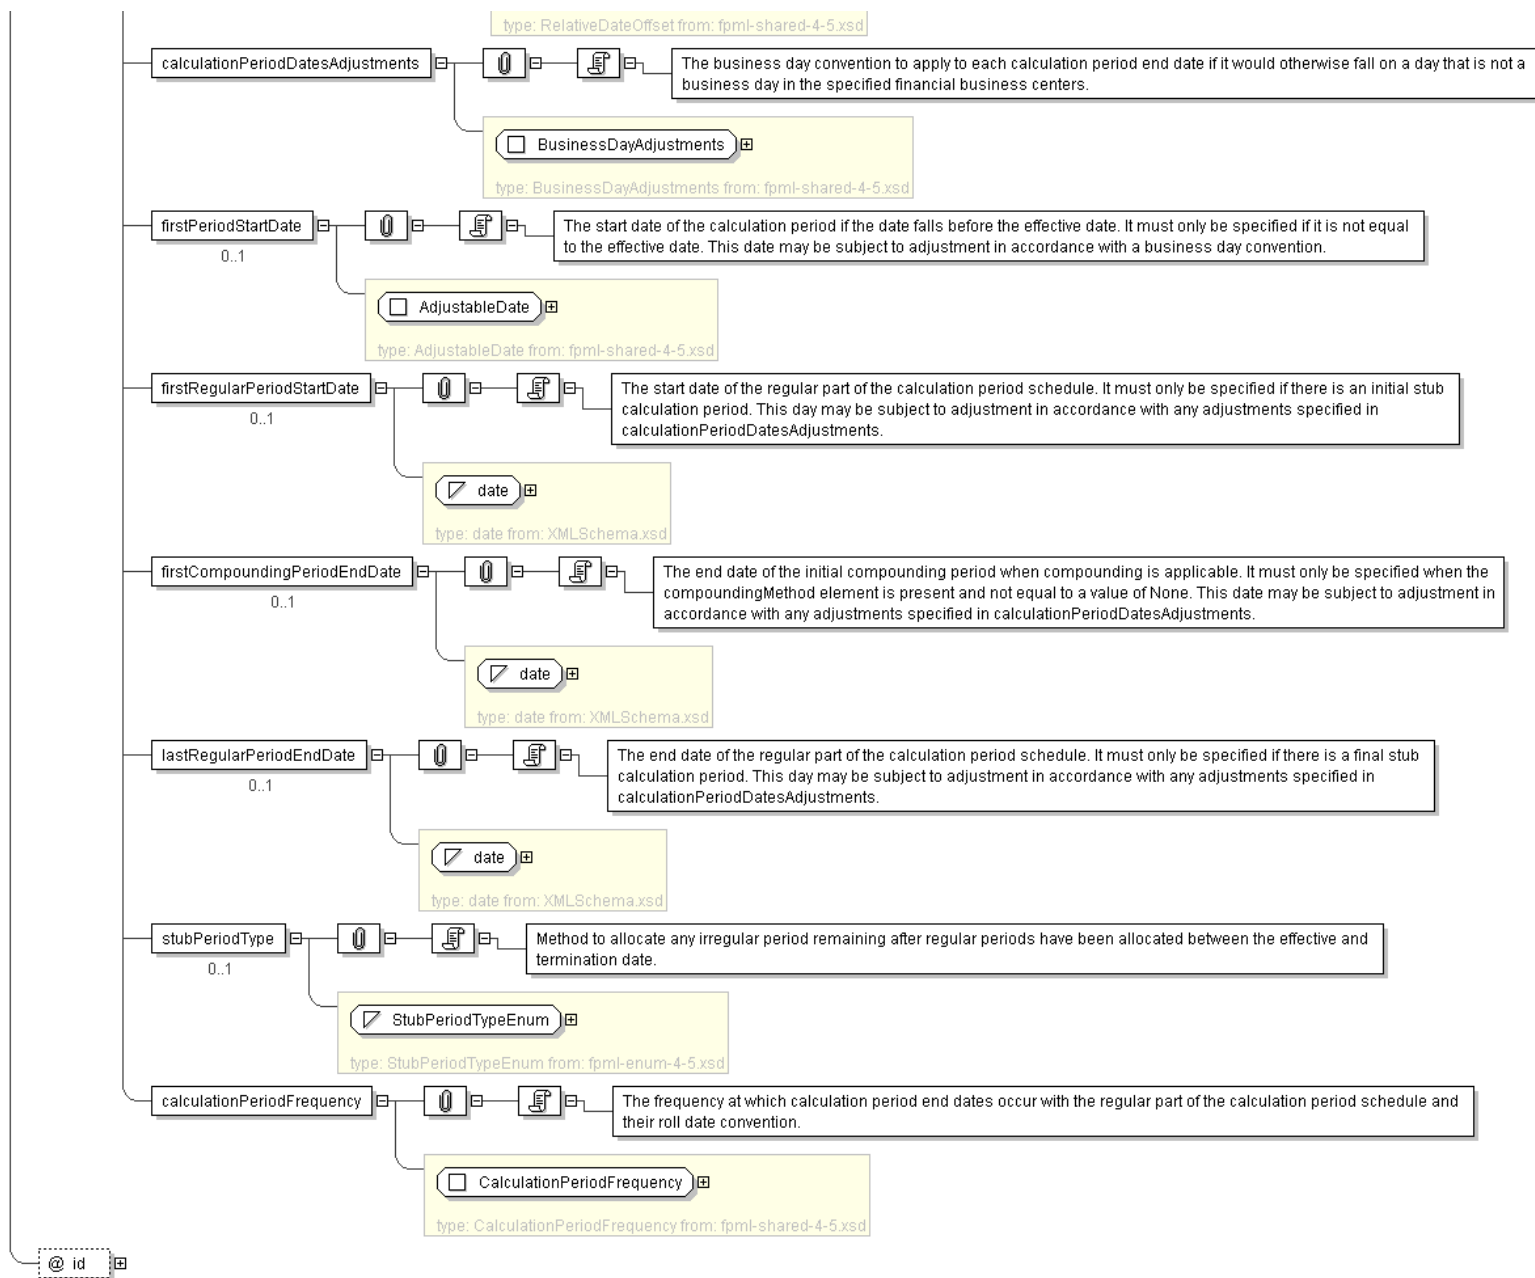 type: RelativeDateOffset from: fpml-shared-4-5.xsd
calculationPeriodDatesAdjustments
The business day convention to apply to each calculation period end date if it would otherwise fall on a day that is not a
business day in the specified financial business centers.
BusinessDayAdjustments
type: BusinessDayAdjustments from: fpml-shared-4-5.xsd
firstPeriodStartDate
0..1
The start date of the calculation period if the date falls before the effective date. It must only be specified if it is not equal
to the effective date. This date may be subject to adjustment in accordance with a business day convention.
AdjustableDate
type: AdjustableDate from: fpml-shared-4-5.xsd
firstRegularPeriodStartDate
0..1
The start date of the regular part of the calculation period schedule. It must only be specified if there is an initial stub
calculation period. This day may be subject to adjustment in accordance with any adjustments specified in
calculationPeriodDatesAdjustments.
date
type: date from: XMLSchema.xsd
firstCompoundingPeriodEndDate
0..1
The end date of the initial compounding period when compounding is applicable. It must only be specified when the
compoundingMethod element is present and not equal to a value of None. This date may be subject to adjustment in
accordance with any adjustments specified in calculationPeriodDatesAdjustments.
date
type: date from: XMLSchema.xsd
lastRegularPeriodEndDate
0..1
The end date of the regular part of the calculation period schedule. It must only be specified if there is a final stub
calculation period. This day may be subject to adjustment in accordance with any adjustments specified in
calculationPeriodDatesAdjustments.
date
type: date from: XMLSchema.xsd
stubPeriodType
0..1
Method to allocate any irregular period remaining after regular periods have been allocated between the effective and
termination date.
StubPeriodTypeEnum
type: StubPeriodTypeEnum from: fpml-enum-4-5.xsd
calculationPeriodFrequency
The frequency at which calculation period end dates occur with the regular part of the calculation period schedule and
their roll date convention.
CalculationPeriodFrequency
type: CalculationPeriodFrequency from: fpml-shared-4-5.xsd
@ id